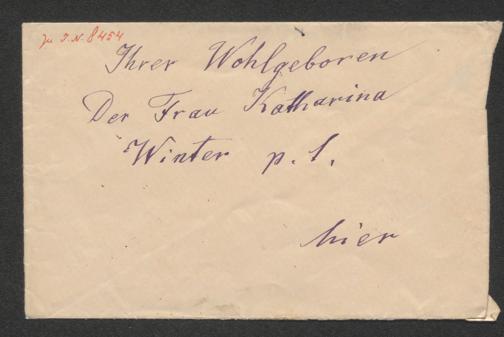 Zu I.N. 8454
Ihrer Wohlgeboren
Der Frau Katharina
Winter p. l.
hier